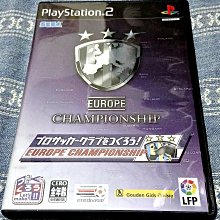 PlayStation 2
SEGA
EUROPE
CHAMPIONSHIP
プロサッカークラブをつくろう!
EUROPE CHAMPIONSHIP
CERO
LFP